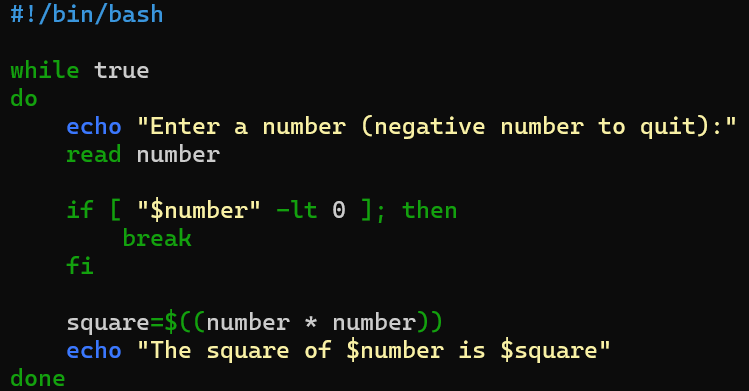 #!/bin/bash

while true
do
    echo "Enter a number (negative number to quit):"
    read number

    if [ "$number" -lt 0 ]; then
        break
    fi

    square=$((number * number))
    echo "The square of $number is $square"
done